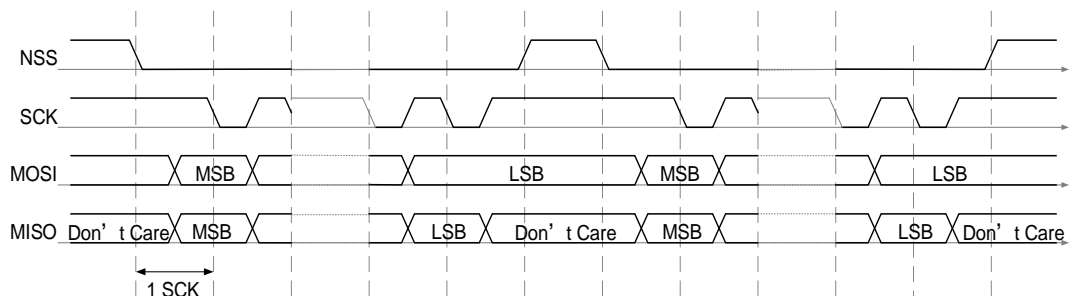 NSS
SCK
MOSI MSB LSB MSB LSB
MISO Don’t Care MSB LSB Don’t Care MSB LSB Don’t Care
1 SCK